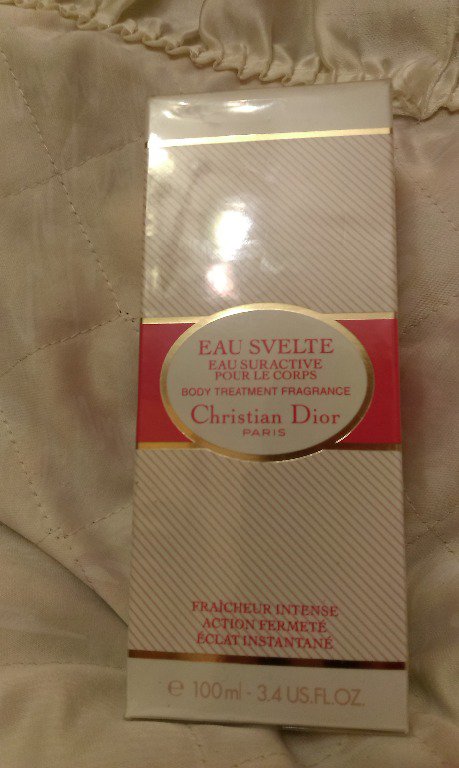 EAU SVELTE
EAU SURACTIVE
POUR LE CORPS
BODY TREATMENT FRAGRANCE
Christian Dior
PARIS
FRAÎCHEUR INTENSE
ACTION FERMETÉ
ÉCLAT INSTANTANÉ
℮ 100 ml - 3.4 US.FL.OZ.